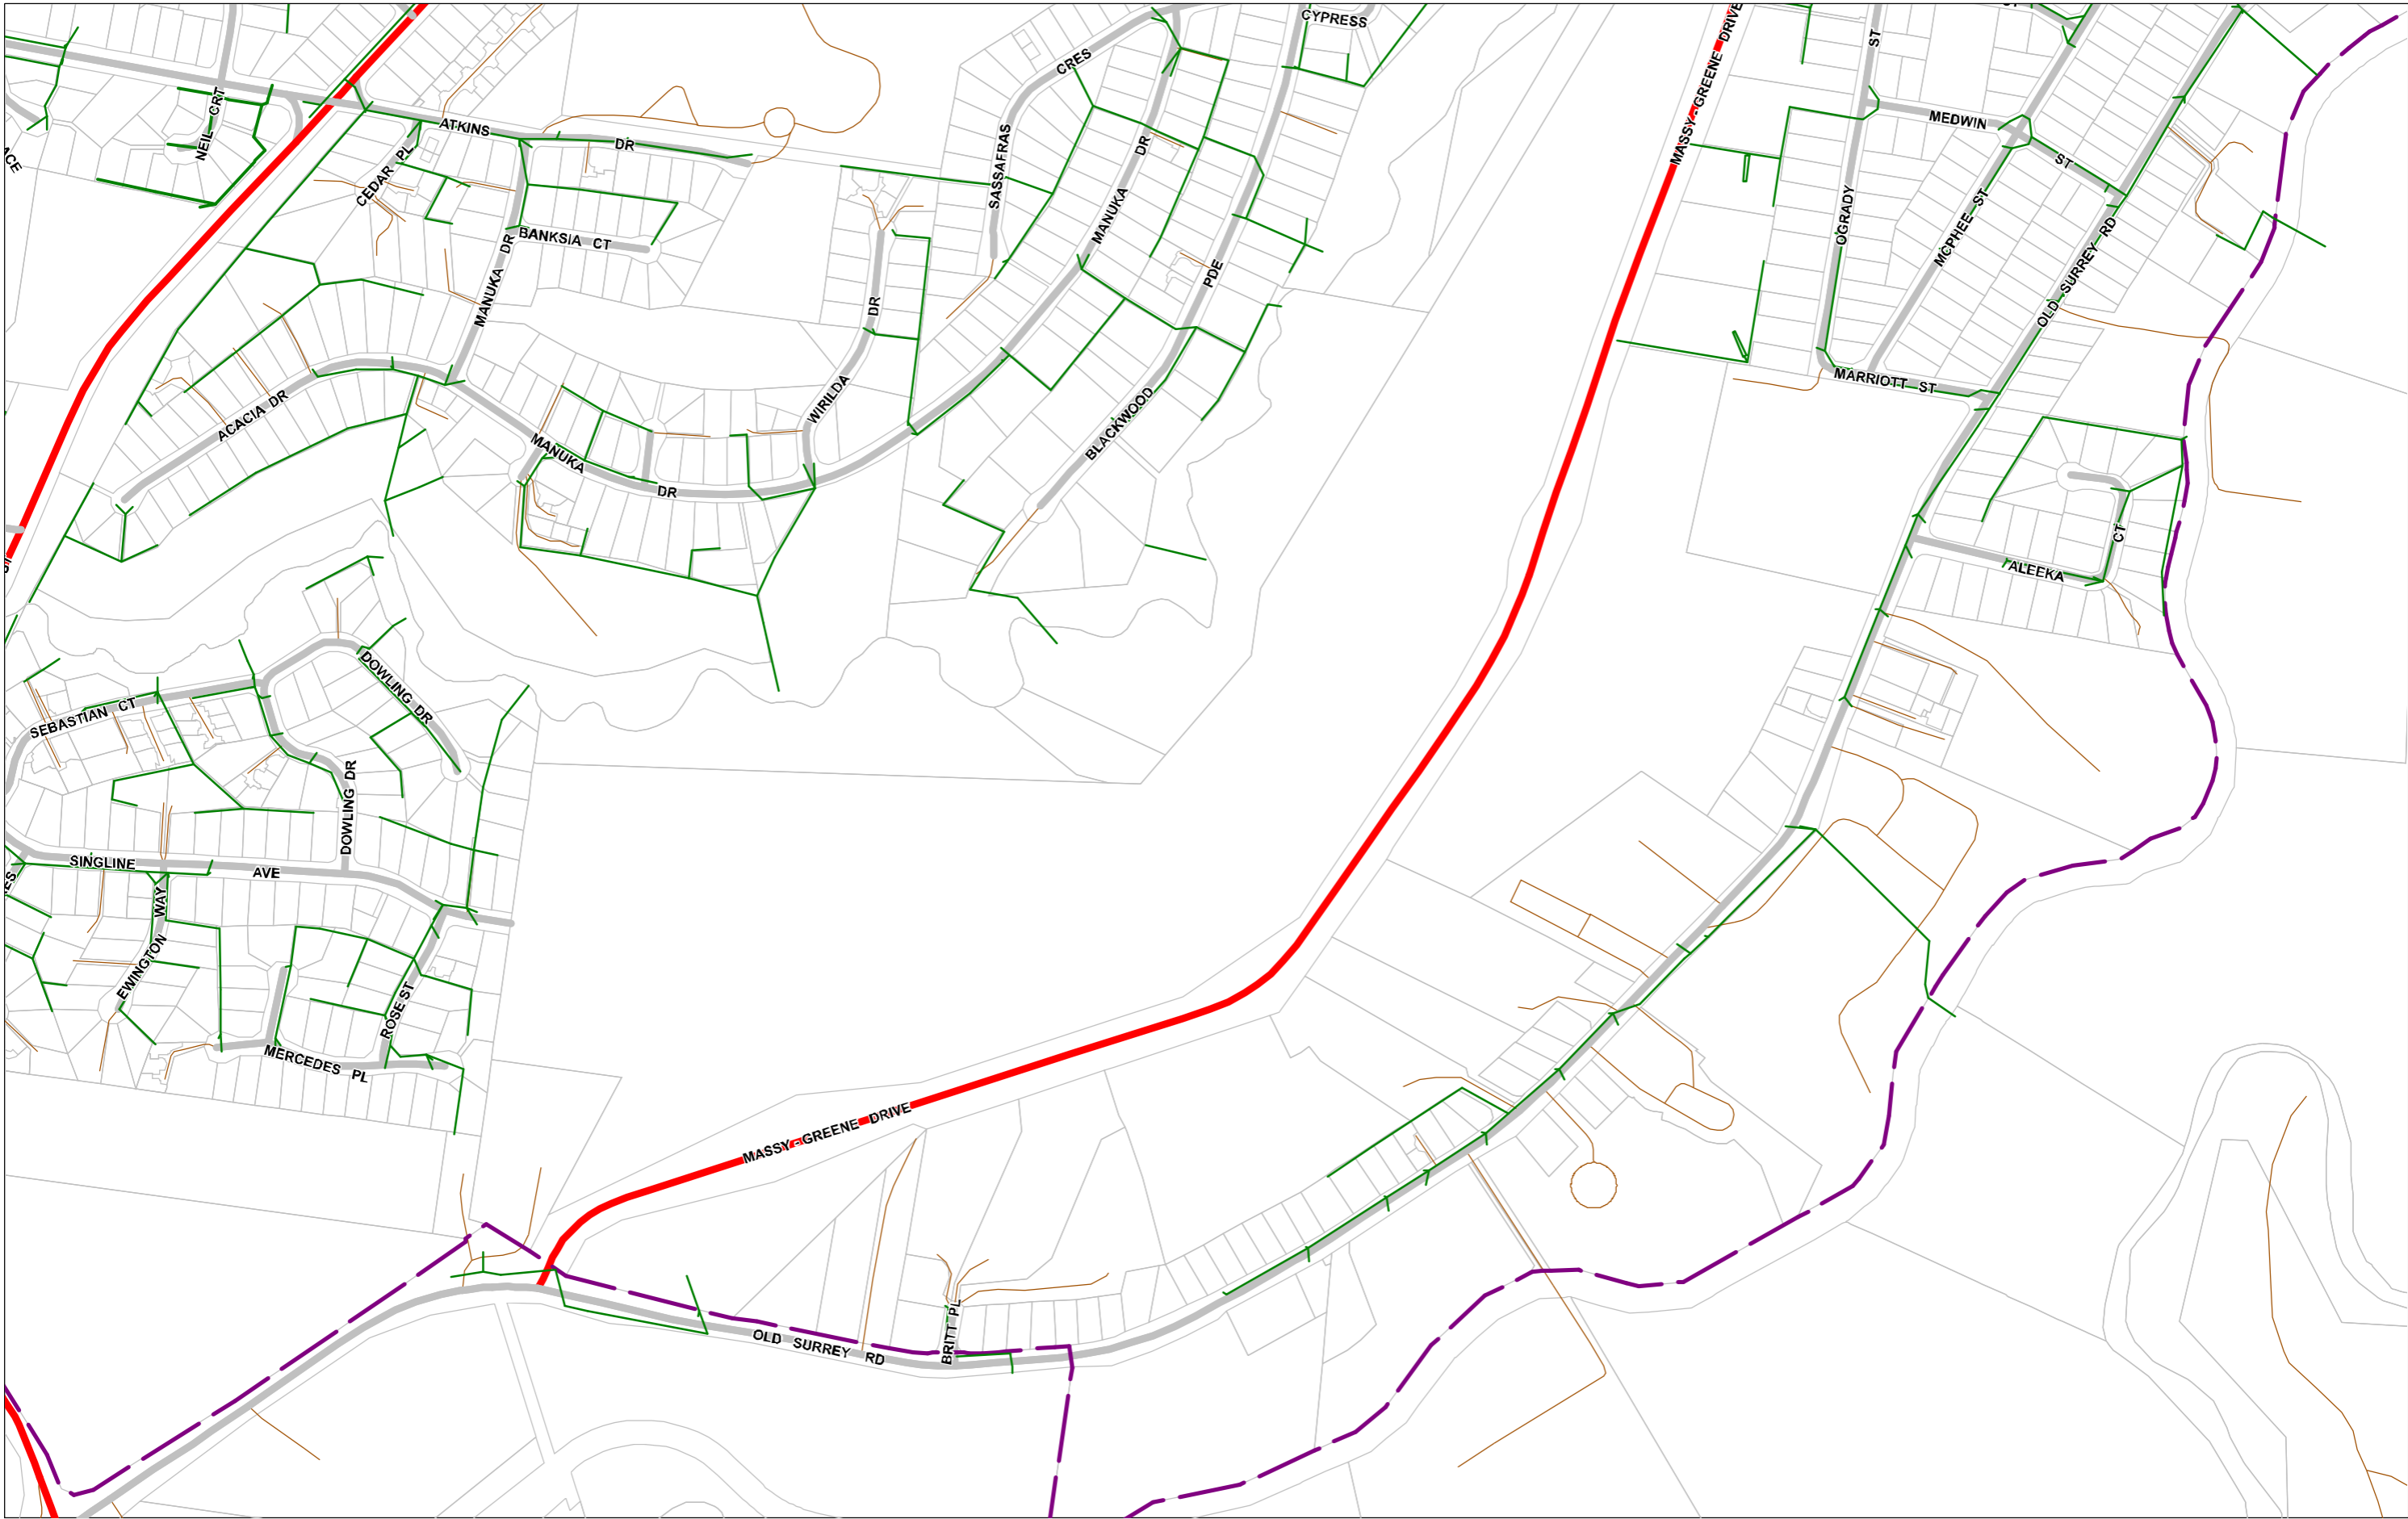 CYPRESS
MASSY - GREENE DRIVE
ST
CRES
NEIL CRT
ATKINS
DR
MEDWIN
ST
CEDAR PL
SASSAFRAS
MANUKA
DR
OGRADY
MCPHEE ST
OLD SURREY RD
BANKSIA CT
MANUKA DR
DR
PDE
MARRIOTT ST
ACACIA DR
WIRILDA
BLACKWOOD
MANUKA
DR
CT
ALEEKA
DOWLING DR
SEBASTIAN CT
DOWLING DR
SINGLINE
AVE
WAY
EWINGTON
ROSE ST
MERCEDES PL
MASSY - GREENE DRIVE
OLD SURREY RD
BRITT PL